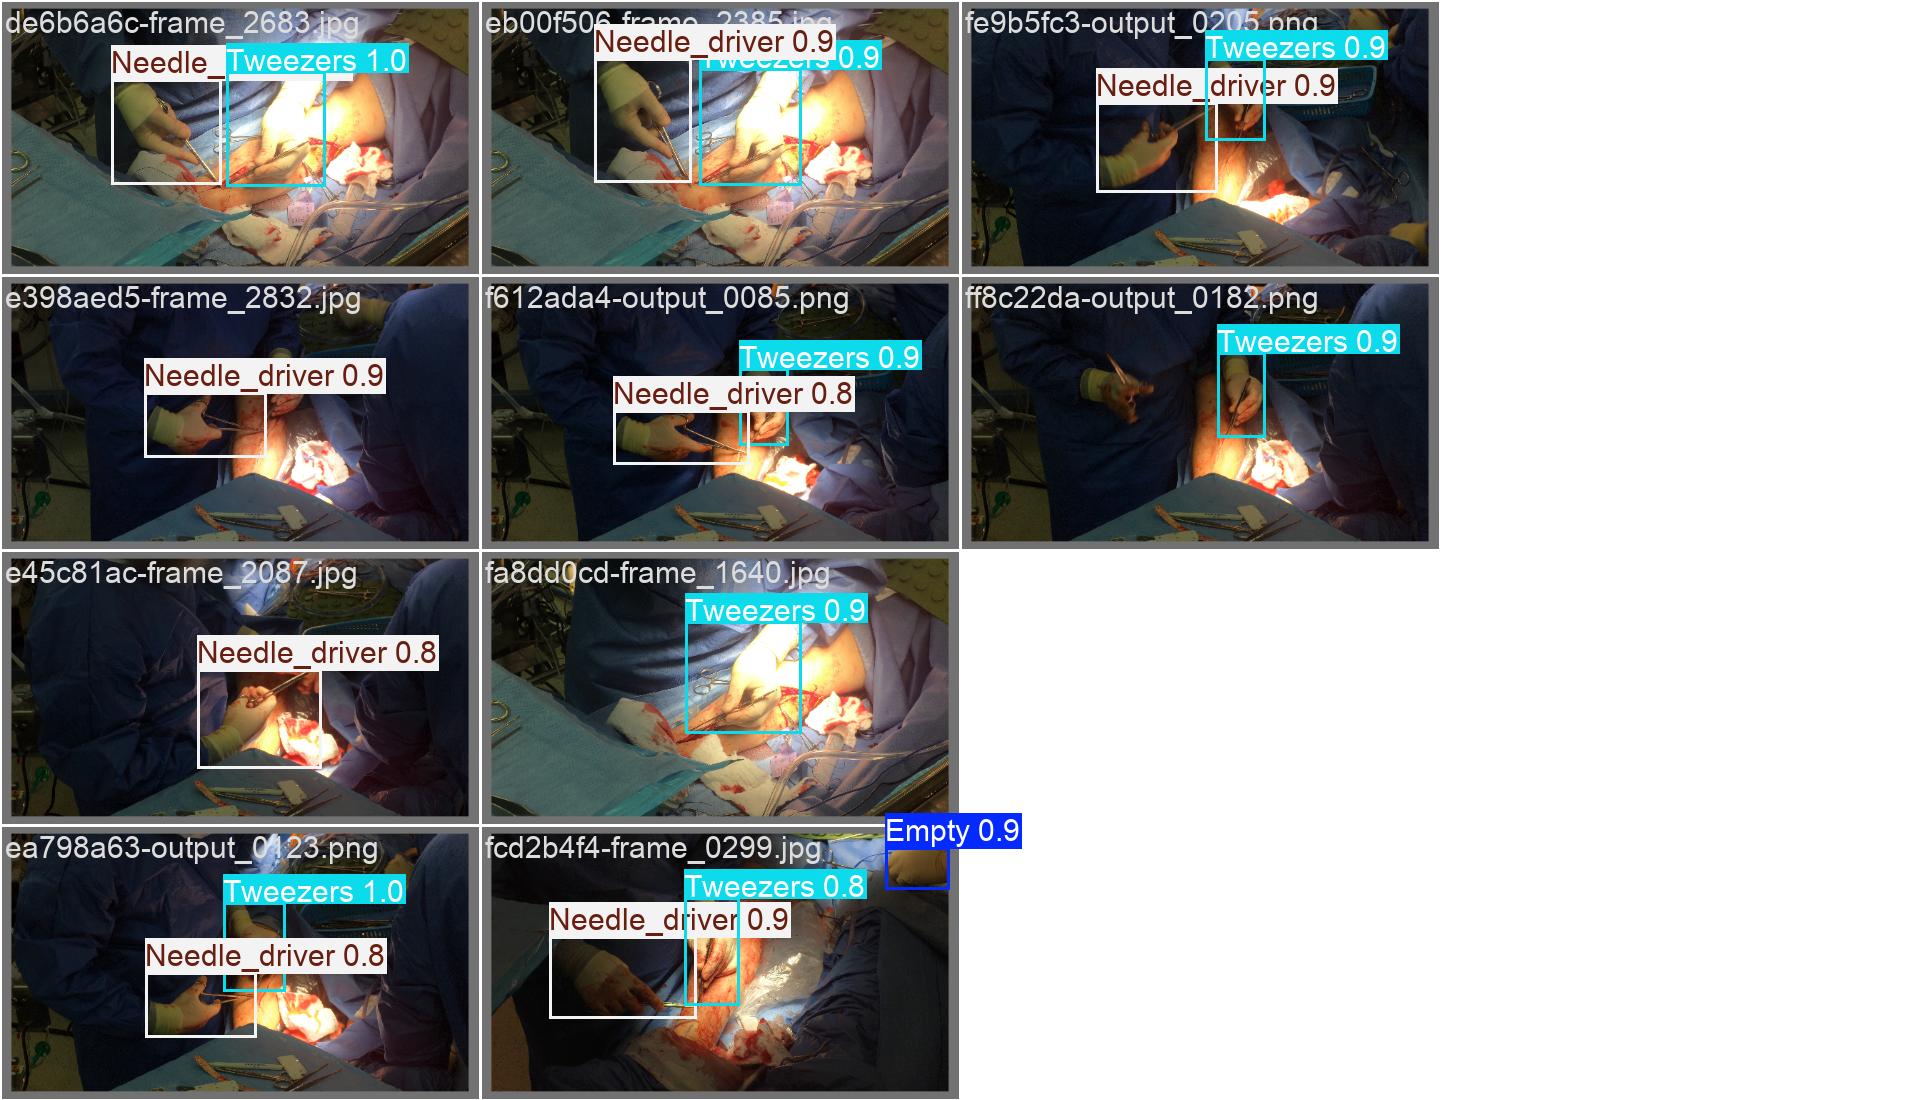 de6b6a6c-frame_2683.jpg
Needle_
Tweezers 1.0
eb00f506-frame_2385.jpg
Needle_driver 0.9
Tweezers 0.9
fe9b5fc3-output_0205.png
Tweezers 0.9
Needle_driver 0.9
e398aed5-frame_2832.jpg
Needle_driver 0.9
f612ada4-output_0085.png
Tweezers 0.9
Needle_driver 0.8
ff8c22da-output_0182.png
Tweezers 0.9
e45c81ac-frame_2087.jpg
Needle_driver 0.8
fa8dd0cd-frame_1640.jpg
Tweezers 0.9
ea798a63-output_0123.png
Tweezers 1.0
Needle_driver 0.8
fcd2b4f4-frame_0299.jpg
Empty 0.9
Tweezers 0.8
Needle_driver 0.9